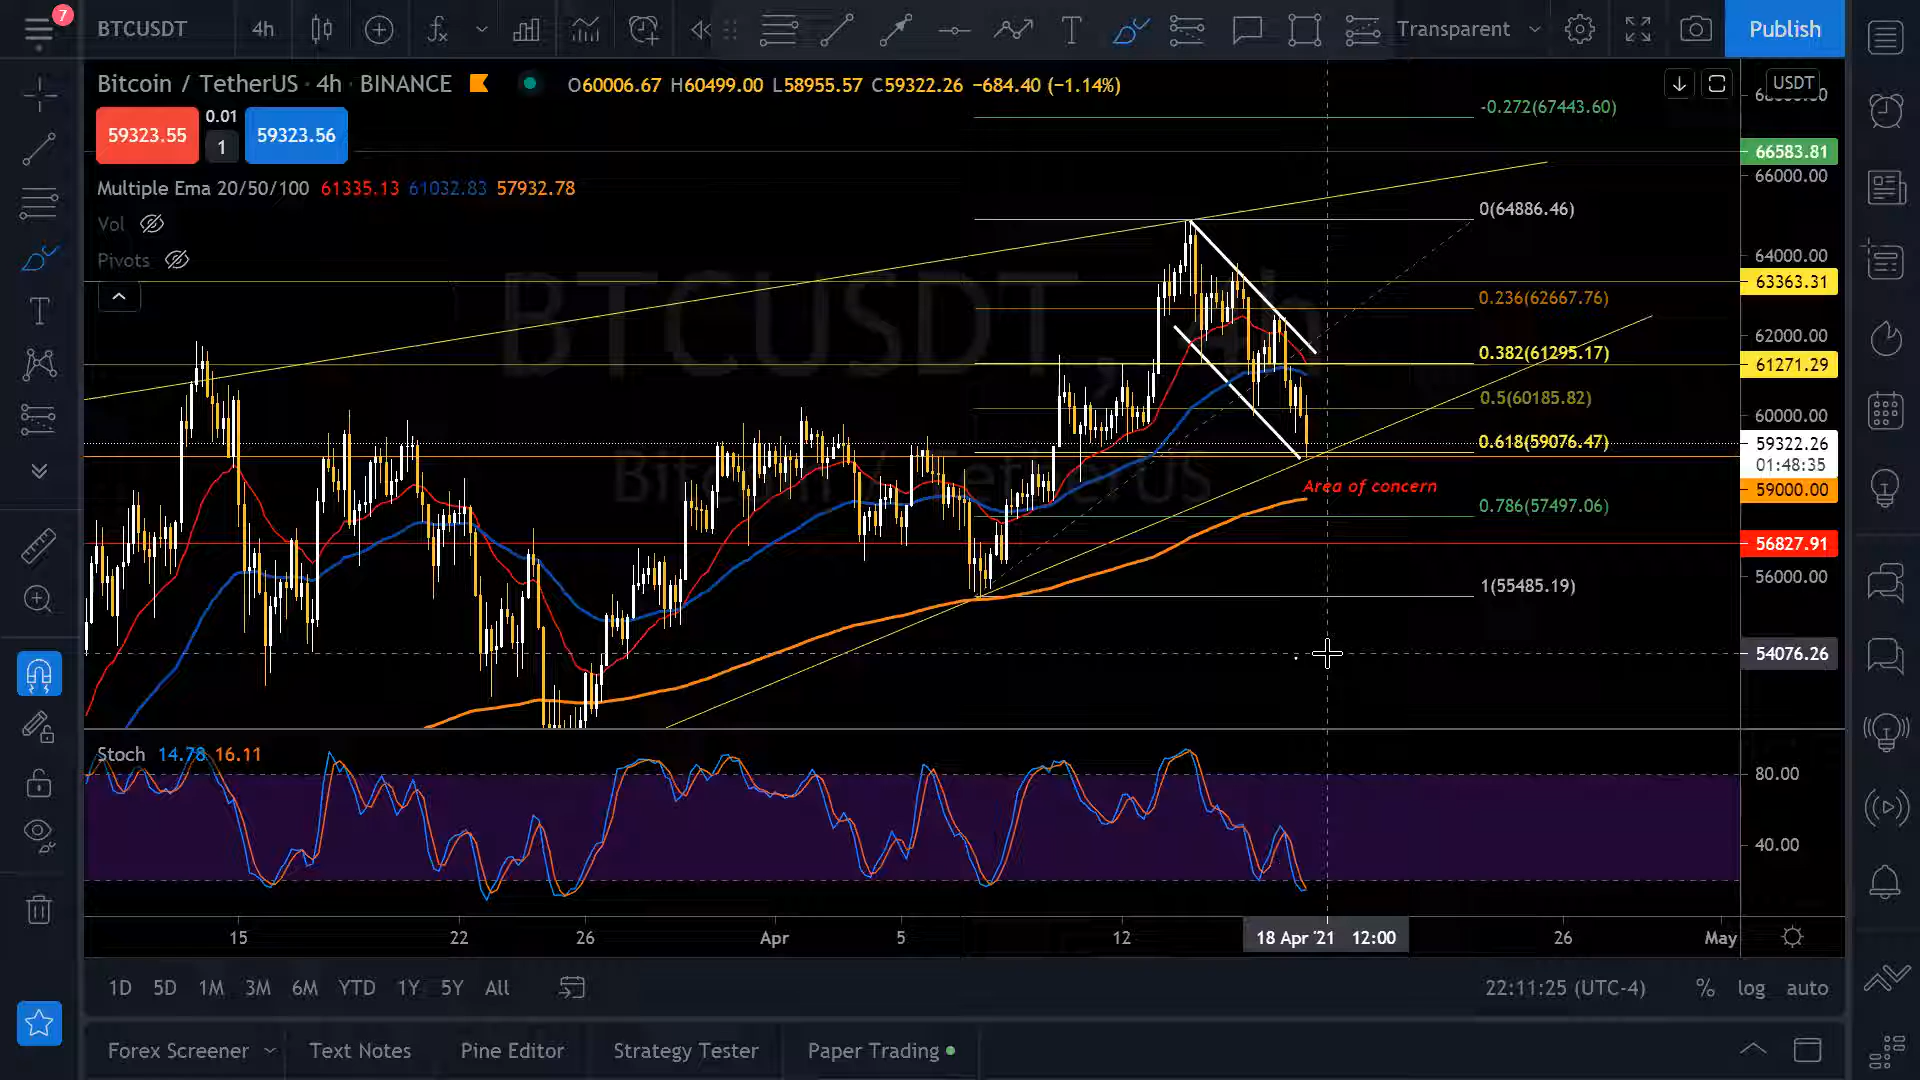 7
BTCUSDT 4h Transparent Publish
Bitcoin / TetherUS · 4h · BINANCE O60006.67 H60499.00 L58955.57 C59322.26 −684.40 (−1.14%) USDT
-0.272(67443.60)
59323.55 0.01 1 59323.56
66583.81
66000.00
Multiple Ema 20/50/100 61335.13 61032.83 57932.78
0(64886.46)
Vol
Pivots
64000.00
63363.31
0.236(62667.76)
BTCUSDT, 4h
62000.00
0.382(61295.17)
61271.29
0.5(60185.82)
60000.00
0.618(59076.47)
59322.26
01:48:35
Bitcoin / TetherUS
Area of concern
59000.00
0.786(57497.06)
56827.91
56000.00
1(55485.19)
54076.26
Stoch 14.78 16.11
80.00
40.00
15 22 26 Apr 5 12 18 Apr '21 12:00 26 May
1D 5D 1M 3M 6M YTD 1Y 5Y All 22:11:25 (UTC-4) % log auto
Forex Screener Text Notes Pine Editor Strategy Tester Paper Trading